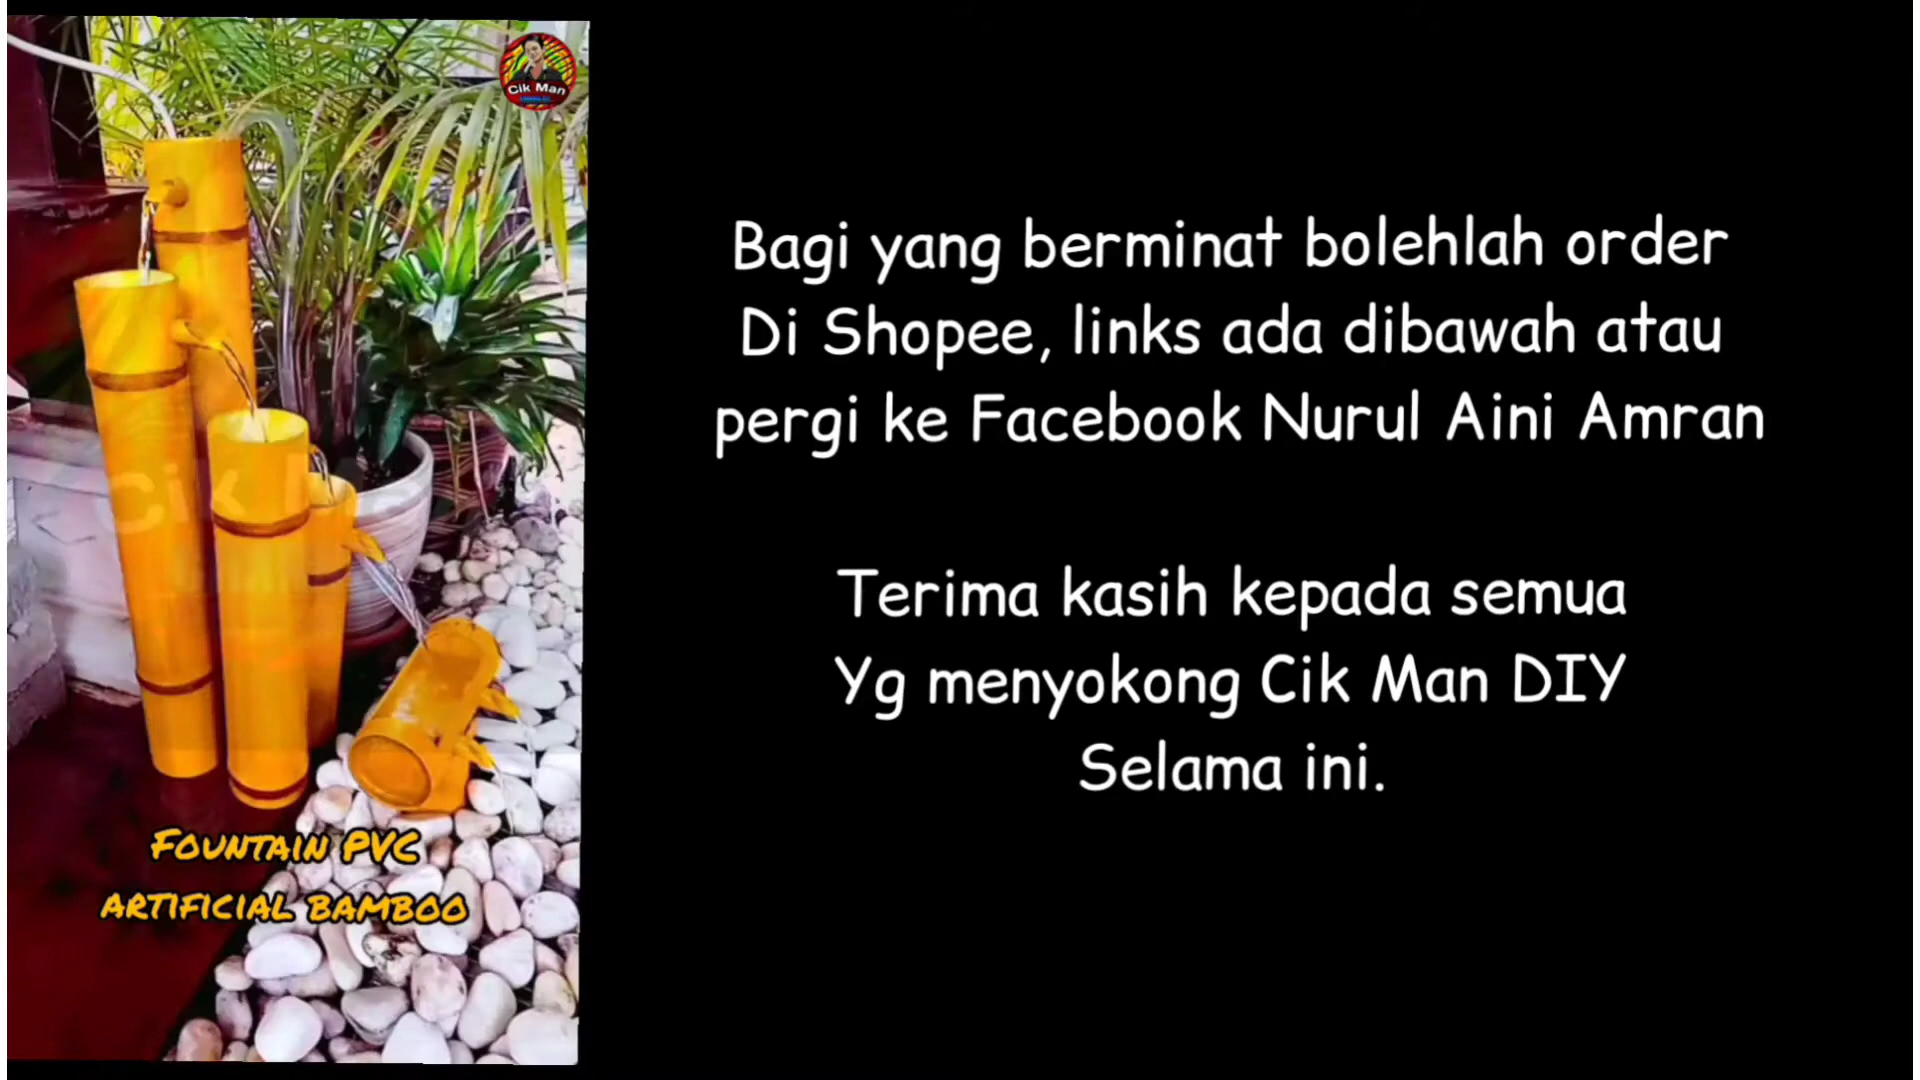 Cik Man
Cik M
Fountain PVC
artificial bamboo
Bagi yang berminat bolehlah order
Di Shopee, links ada dibawah atau
pergi ke Facebook Nurul Aini Amran
Terima kasih kepada semua
Yg menyokong Cik Man DIY
Selama ini.